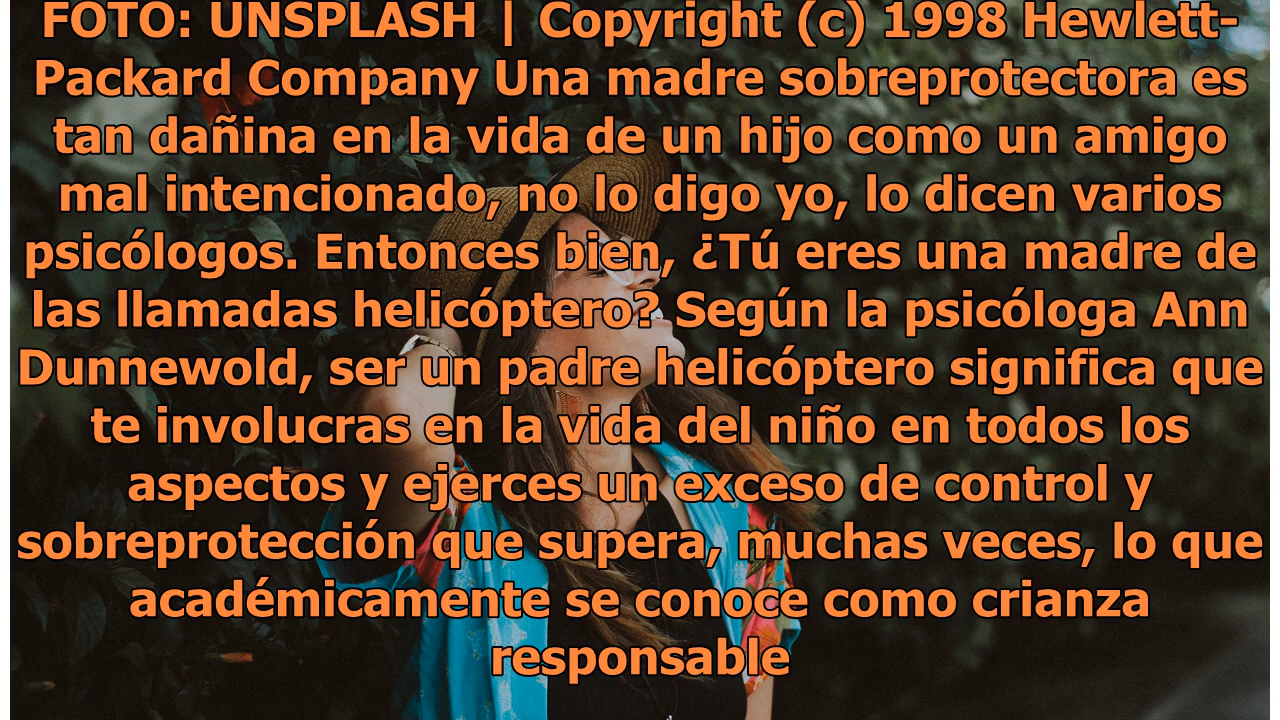 FOTO: UNSPLASH | Copyright (c) 1998 Hewlett-
Packard Company Una madre sobreprotectora es
tan dañina en la vida de un hijo como un amigo
mal intencionado, no lo digo yo, lo dicen varios
psicólogos. Entonces bien, ¿Tú eres una madre de
las llamadas helicóptero? Según la psicóloga Ann
Dunnewold, ser un padre helicóptero significa que
te involucras en la vida del niño en todos los
aspectos y ejerces un exceso de control y
sobreprotección que supera, muchas veces, lo que
académicamente se conoce como crianza
responsable